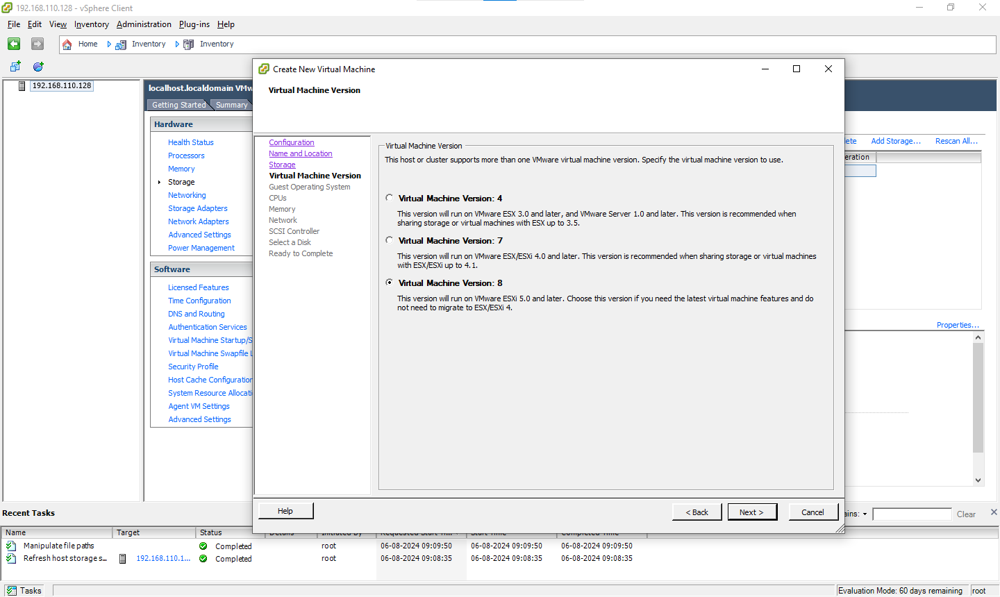 192.168.110.128 - vSphere Client
File Edit View Inventory Administration Plug-ins Help
Home Inventory Inventory
192.168.110.128
localhost.localdomain VMw
Getting Started Summary
Hardware
Health Status
Processors
Memory
Storage
Networking
Storage Adapters
Network Adapters
Advanced Settings
Power Management
Software
Licensed Features
Time Configuration
DNS and Routing
Authentication Services
Virtual Machine Startup/S
Virtual Machine Swapfile L
Security Profile
Host Cache Configuration
System Resource Allocati
Agent VM Settings
Advanced Settings
Create New Virtual Machine
Virtual Machine Version
Configuration
Name and Location
Storage
Virtual Machine Version
Guest Operating System
CPUs
Memory
Network
SCSI Controller
Select a Disk
Ready to Complete
Virtual Machine Version
This host or cluster supports more than one VMware virtual machine version. Specify the virtual machine version to use.
Virtual Machine Version: 4
This version will run on VMware ESX 3.0 and later, and VMware Server 1.0 and later. This version is recommended when
sharing storage or virtual machines with ESX up to 3.5.
Virtual Machine Version: 7
This version will run on VMware ESX/ESXi 4.0 and later. This version is recommended when sharing storage or virtual machines
with ESX/ESXi up to 4.1.
Virtual Machine Version: 8
This version will run on VMware ESXi 5.0 and later. Choose this version if you need the latest virtual machine features and do
not need to migrate to ESX/ESXi 4.
Help < Back Next > Cancel
lete Add Storage... Rescan All...
eration
Properties...
Recent Tasks
ains: Clear
Name Target Status Details Initiated By Requested Start Ti... Start Time Completed Time
Manipulate file paths Completed root 06-08-2024 09:09:50 06-08-2024 09:09:50 06-08-2024 09:09:50
Refresh host storage s... 192.168.110.1... Completed root 06-08-2024 09:08:35 06-08-2024 09:08:35 06-08-2024 09:08:35
Tasks Evaluation Mode: 60 days remaining root